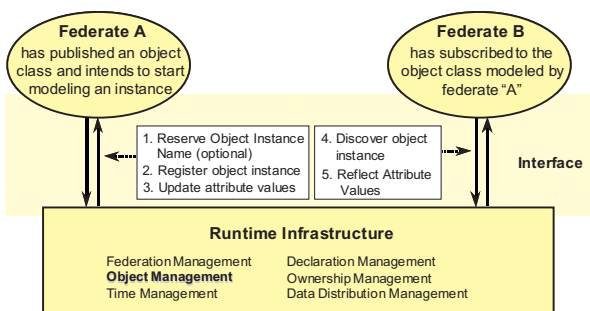 Federate A
has published an object
class and intends to start
modeling an instance
Federate B
has subscribed to the
object class modeled by
federate “A”
1. Reserve Object Instance
Name (optional)
2. Register object instance
3. Update attribute values
4. Discover object
instance
5. Reflect Attribute
Values
Interface
Runtime Infrastructure
Federation Management
Object Management
Time Management
Declaration Management
Ownership Management
Data Distribution Management